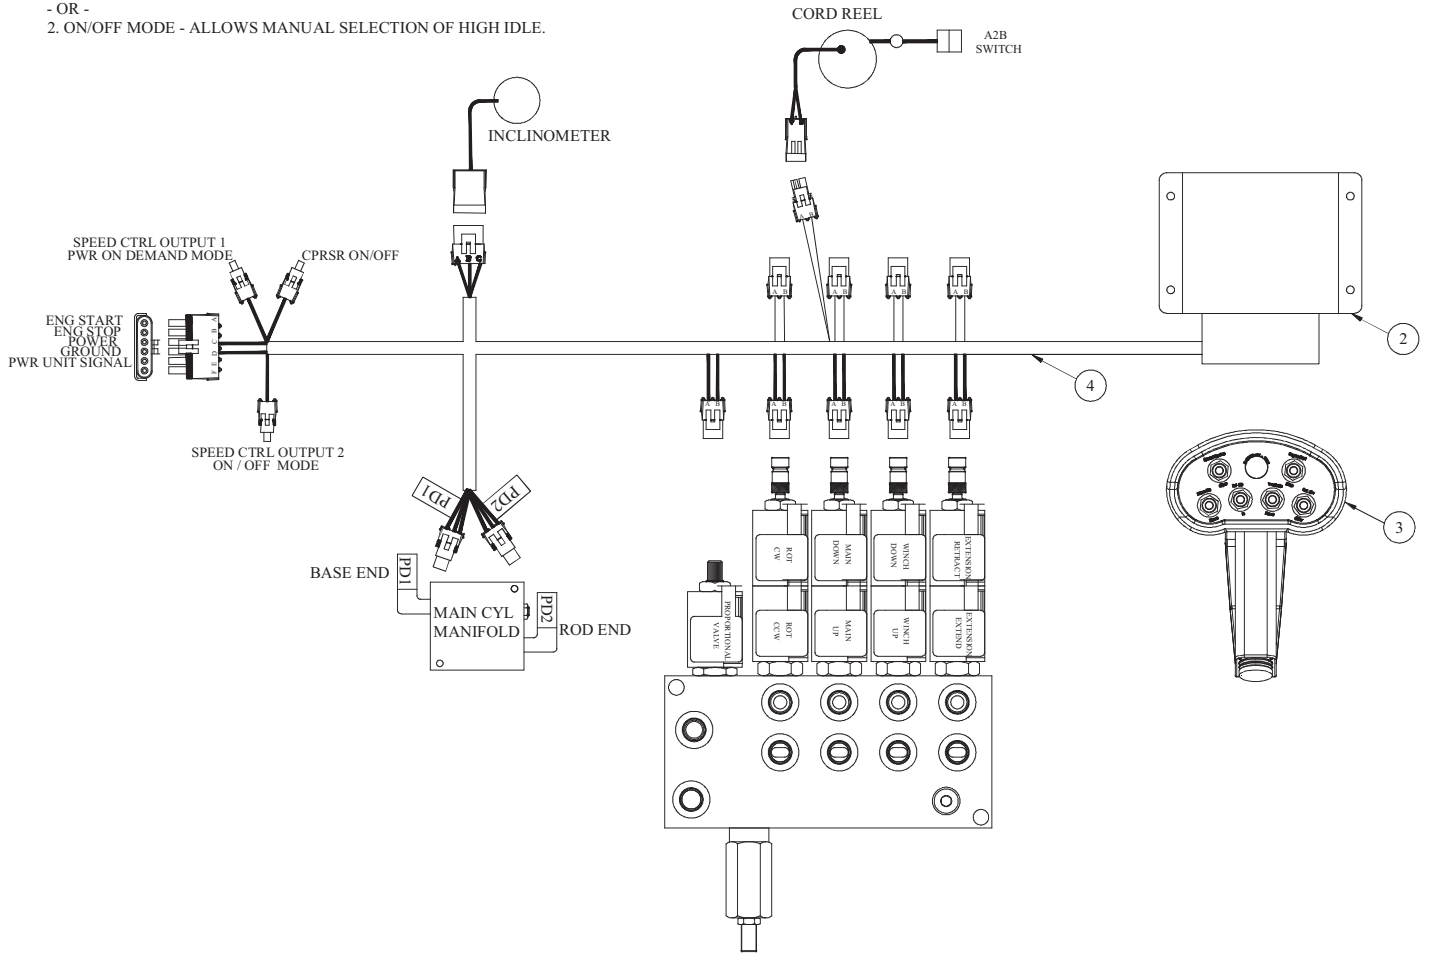 - OR -
2. ON/OFF MODE - ALLOWS MANUAL SELECTION OF HIGH IDLE.
CORD REEL
A2B
SWITCH
INCLINOMETER
A B C
A B
SPEED CTRL OUTPUT 1
PWR ON DEMAND MODE
CPRSR ON/OFF
A B
A B
A B
A B
ENG START
ENG STOP
POWER
GROUND
PWR UNIT SIGNAL
A
B
C
D
E
F
2
4
A B
A B
A B
A B
A B
SPEED CTRL OUTPUT 2
ON / OFF MODE
PD1
PD2
3
BASE END
PD1
MAIN CYL
MANIFOLD
PD2
ROD END
PROPORTIONAL
VALVE
ROT
CW
MAIN
DOWN
WINCH
DOWN
EXTENSION
RETRACT
ROT
CCW
MAIN
UP
WINCH
UP
EXTENSION
EXTEND